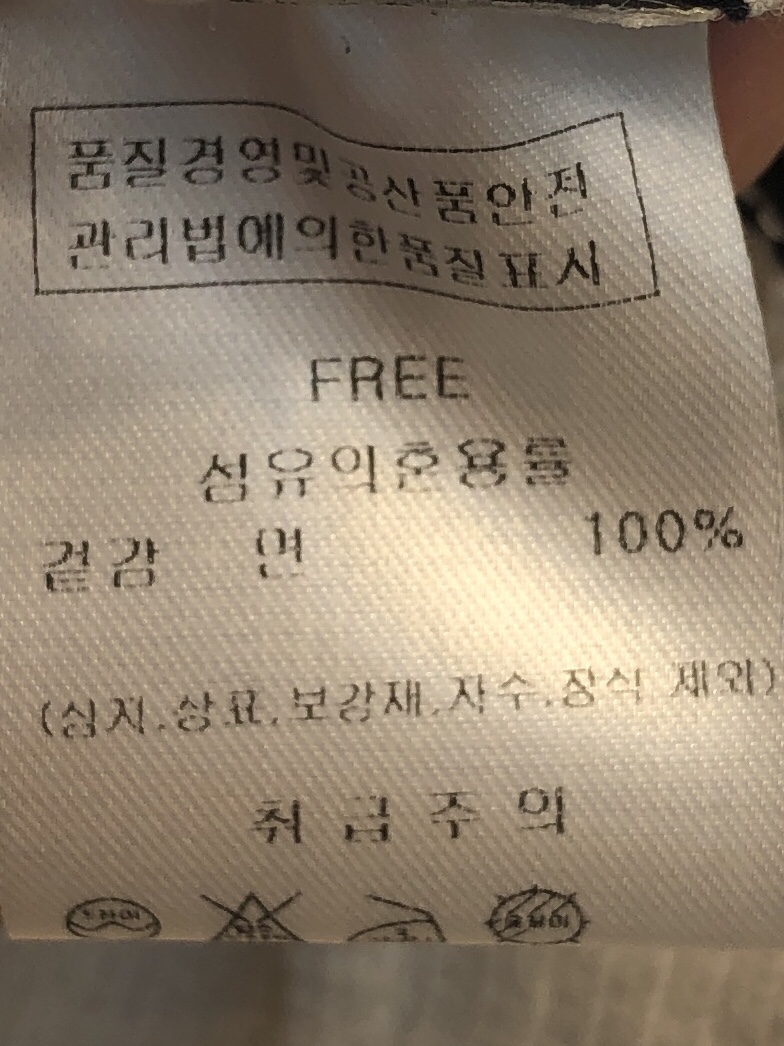 품질경영및공산품안전
관리법에의한품질표시
FREE
섬유의혼용률
겉감 면 100%
(심지.상표.보강재.자수.장식 제외)
취급주의